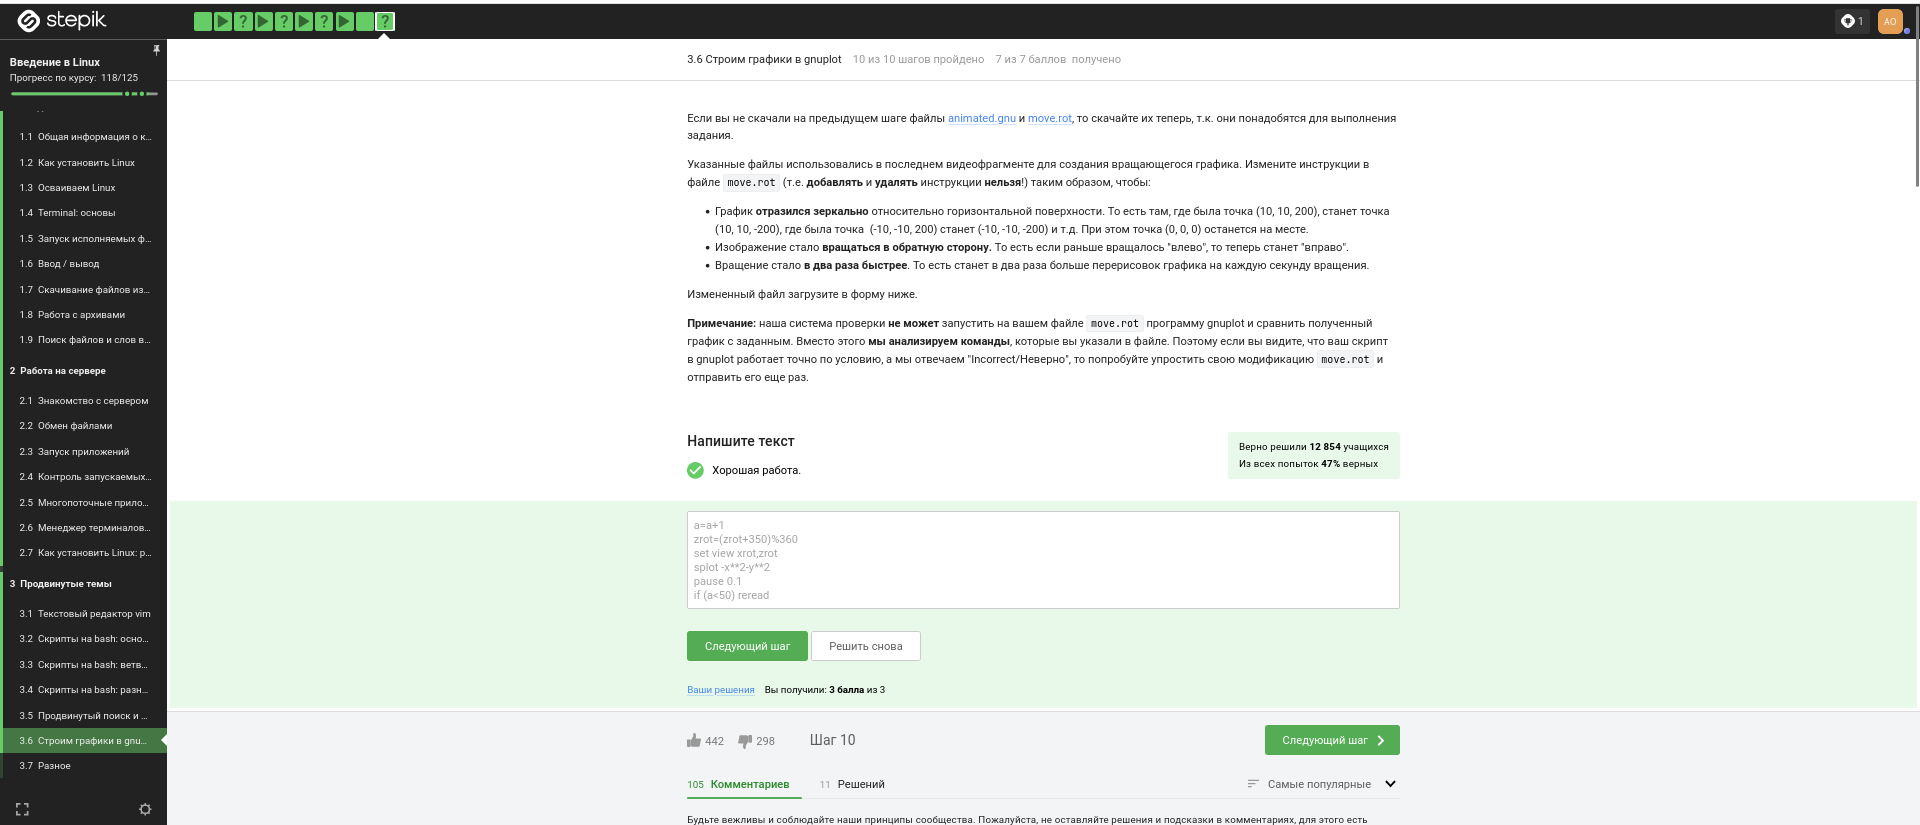 stepik
1
AO
Введение в Linux
Прогресс по курсу: 118/125
1.1 Общая информация о к...
1.2 Как установить Linux
1.3 Осваиваем Linux
1.4 Terminal: основы
1.5 Запуск исполняемых ф...
1.6 Ввод / вывод
1.7 Скачивание файлов из...
1.8 Работа с архивами
1.9 Поиск файлов и слов в...
2 Работа на сервере
2.1 Знакомство с сервером
2.2 Обмен файлами
2.3 Запуск приложений
2.4 Контроль запускаемых...
2.5 Многопоточные прило...
2.6 Менеджер терминалов...
2.7 Как установить Linux: р...
3 Продвинутые темы
3.1 Текстовый редактор vim
3.2 Скрипты на bash: осно...
3.3 Скрипты на bash: ветв...
3.4 Скрипты на bash: разн...
3.5 Продвинутый поиск и ...
3.6 Строим графики в gnu...
3.7 Разное
3.6 Строим графики в gnuplot 10 из 10 шагов пройдено 7 из 7 баллов получено
Если вы не скачали на предыдущем шаге файлы animated.gnu и move.rot, то скачайте их теперь, т.к. они понадобятся для выполнения
задания.
Указанные файлы использовались в последнем видеофрагменте для создания вращающегося графика. Измените инструкции в
файле move.rot (т.е. добавлять и удалять инструкции нельзя!) таким образом, чтобы:
• График отразился зеркально относительно горизонтальной поверхности. То есть там, где была точка (10, 10, 200), станет точка
(10, 10, -200), где была точка (-10, -10, 200) станет (-10, -10, -200) и т.д. При этом точка (0, 0, 0) останется на месте.
• Изображение стало вращаться в обратную сторону. То есть если раньше вращалось "влево", то теперь станет "вправо".
• Вращение стало в два раза быстрее. То есть станет в два раза больше перерисовок графика на каждую секунду вращения.
Измененный файл загрузите в форму ниже.
Примечание: наша система проверки не может запустить на вашем файле move.rot программу gnuplot и сравнить полученный
график с заданным. Вместо этого мы анализируем команды, которые вы указали в файле. Поэтому если вы видите, что ваш скрипт
в gnuplot работает точно по условию, а мы отвечаем "Incorrect/Неверно", то попробуйте упростить свою модификацию move.rot и
отправить его еще раз.
Напишите текст
Хорошая работа.
Верно решили 12 854 учащихся
Из всех попыток 47% верных
a=a+1
zrot=(zrot+350)%360
set view xrot,zrot
splot -x**2-y**2
pause 0.1
if (a<50) reread
Следующий шаг
Решить снова
Ваши решения Вы получили: 3 балла из 3
442 298 Шаг 10
Следующий шаг
105 Комментариев 11 Решений
Самые популярные
Будьте вежливы и соблюдайте наши принципы сообщества. Пожалуйста, не оставляйте решения и подсказки в комментариях, для этого есть